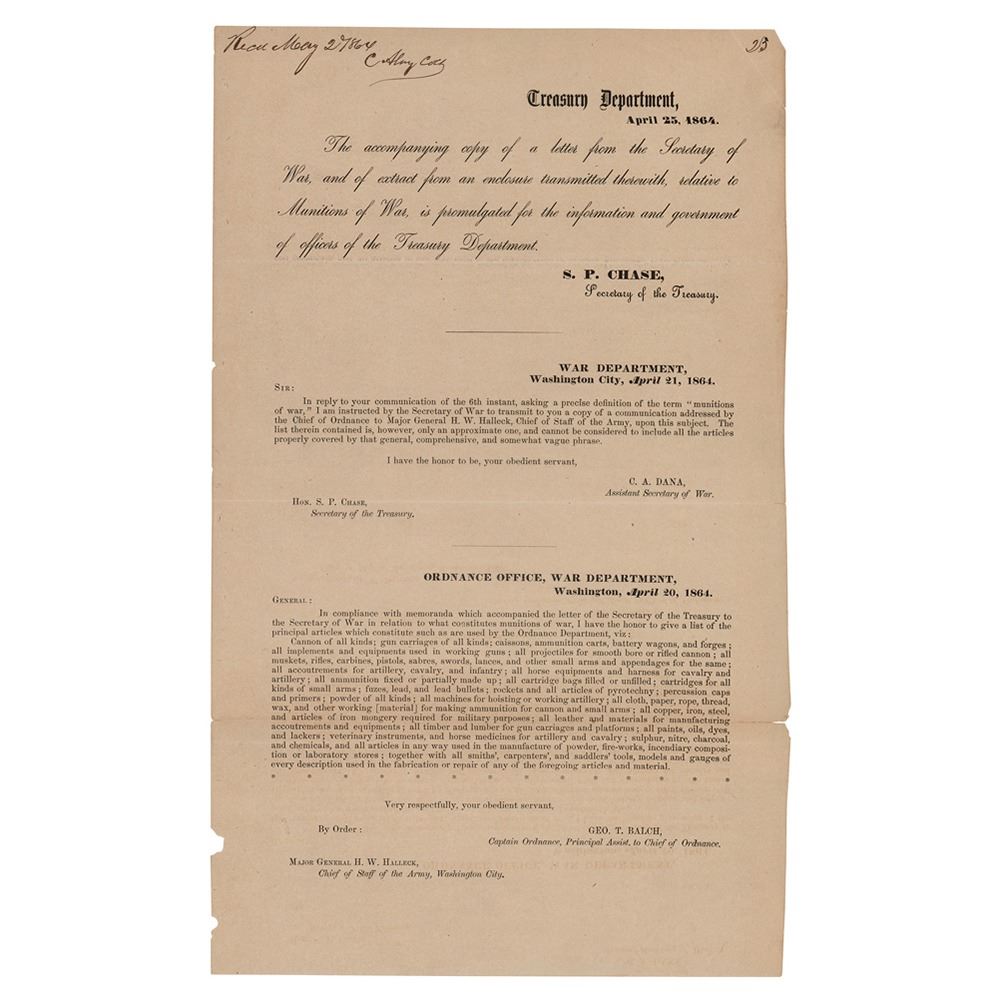 Recd May 2d 1864
C Almy Coll
23
Treasury Department,
April 25, 1864.
The accompanying copy of a letter from the Secretary of
War, and of extract from an enclosure transmitted therewith, relative to
Munitions of War, is promulgated for the information and government
of officers of the Treasury Department.
S. P. CHASE,
Secretary of the Treasury.
WAR DEPARTMENT,
Washington City, April 21, 1864.
SIR:
In reply to your communication of the 6th instant, asking a precise definition of the term "munitions
of war," I am instructed by the Secretary of War to transmit to you a copy of a communication addressed by
the Chief of Ordnance to Major General H. W. Halleck, Chief of Staff of the Army, upon this subject. The
list therein contained is, however, only an approximate one, and cannot be considered to include all the articles
properly covered by that general, comprehensive, and somewhat vague phrase.
I have the honor to be, your obedient servant,
C. A. DANA,
Assistant Secretary of War.
HON. S. P. CHASE,
Secretary of the Treasury.
ORDNANCE OFFICE, WAR DEPARTMENT,
Washington, April 20, 1864.
GENERAL:
In compliance with memoranda which accompanied the letter of the Secretary of the Treasury to
the Secretary of War in relation to what constitutes munitions of war, I have the honor to give a list of the
principal articles which constitute such as are used by the Ordnance Department, viz:
Cannon of all kinds; gun carriages of all kinds; caissons, ammunition carts, battery wagons, and forges;
all implements and equipments used in working guns; all projectiles for smooth bore or rifled cannon; all
muskets, rifles, carbines, pistols, sabres, swords, lances, and other small arms and appendages for the same;
all accoutrements for artillery, cavalry, and infantry; all horse equipments and harness for cavalry and
artillery; all ammunition fixed or partially made up; all cartridge bags filled or unfilled; cartridges for all
kinds of small arms; fuzes, lead, and lead bullets; rockets and all articles of pyrotechny; percussion caps
and primers; powder of all kinds; all machines for hoisting or working artillery; all cloth, paper, rope, thread,
wax, and other working [material] for making ammunition for cannon and small arms; all copper, iron, steel,
and articles of iron mongery required for military purposes; all leather and materials for manufacturing
accoutrements and equipments; all timber and lumber for gun carriages and platforms; all paints, oils, dyes,
and lackers; veterinary instruments, and horse medicines for artillery and cavalry; sulphur, nitre, charcoal,
and chemicals, and all articles in any way used in the manufacture of powder, fire-works, incendiary composi-
tion or laboratory stores; together with all smiths', carpenters', and saddlers' tools, models and gauges of
every description used in the fabrication or repair of any of the foregoing articles and material.
* * * * * * * * * * * * *
Very respectfully, your obedient servant,
By Order:
GEO. T. BALCH,
Captain Ordnance, Principal Assist. to Chief of Ordnance.
MAJOR GENERAL H. W. HALLECK,
Chief of Staff of the Army, Washington City.